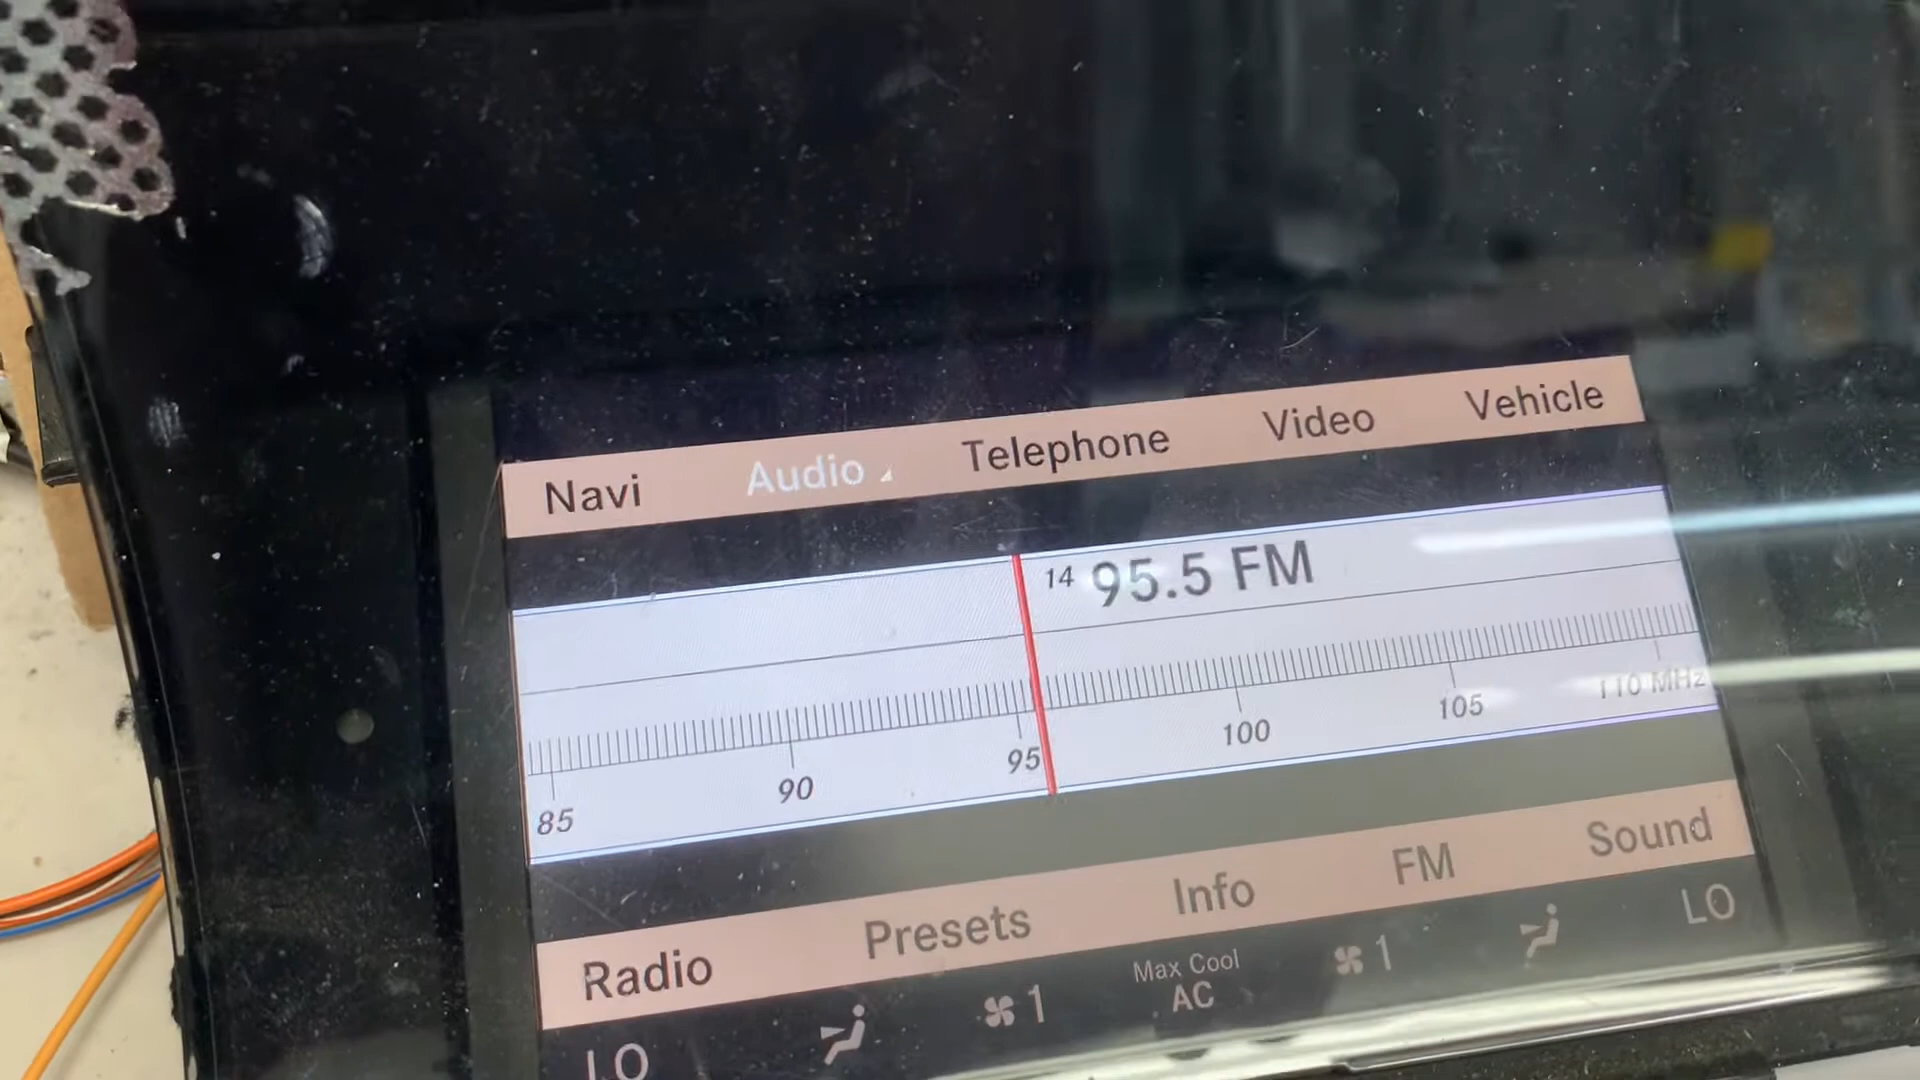 Navi Audio Telephone Video Vehicle
14 95.5 FM
85 90 95 100 105 110 MHz
Radio Presets Info FM Sound
LO 1 Max Cool AC 1 LO